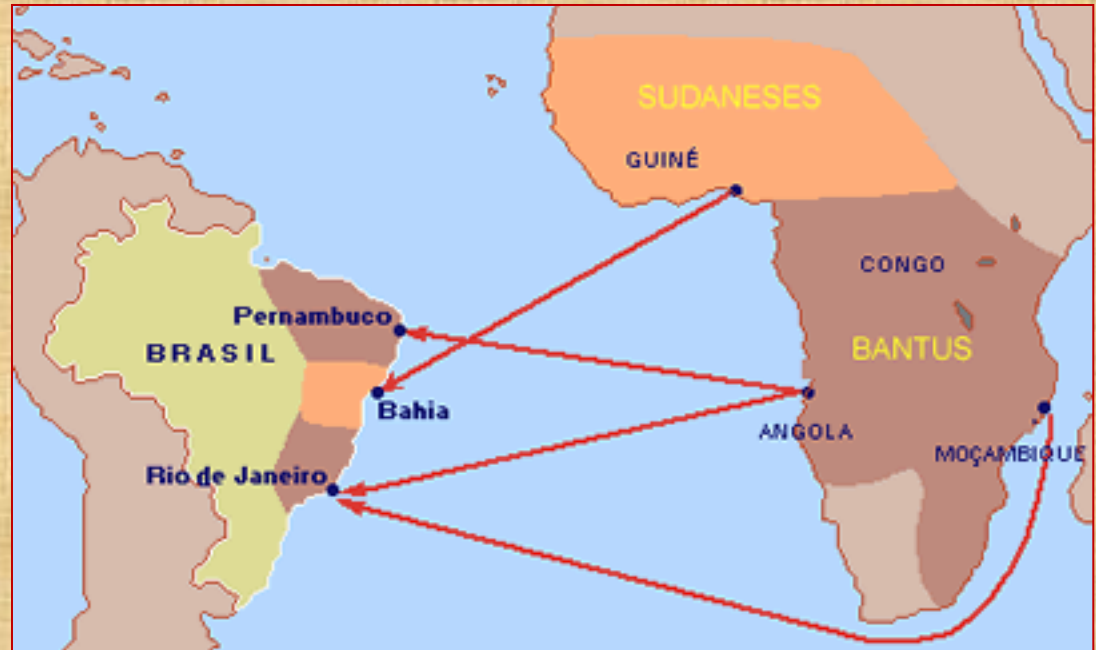 SUDANESES
GUINÉ
CONGO
Pernambuco
BRASIL
BANTUS
Bahia
ANGOLA
MOÇAMBIQUE
Rio de Janeiro